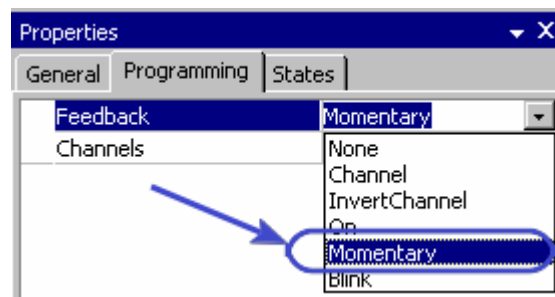 Properties
General Programming States
Feedback Momentary
Channels
None
Channel
InvertChannel
On
Momentary
Blink